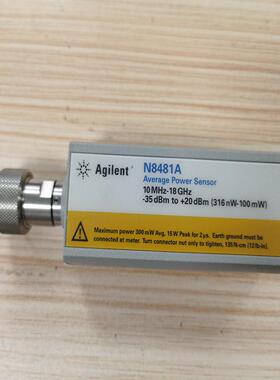 Agilent
N8481A
Average Power Sensor
10 MHz-18 GHz
-35 dBm to +20 dBm (316 nW-100 mW)
Maximum power 300 mW Avg, 15 W Peak for 2 µs. Earth ground must be
connected at meter. Turn connector nut only to tighten, 135 N-cm (12 lb-in).